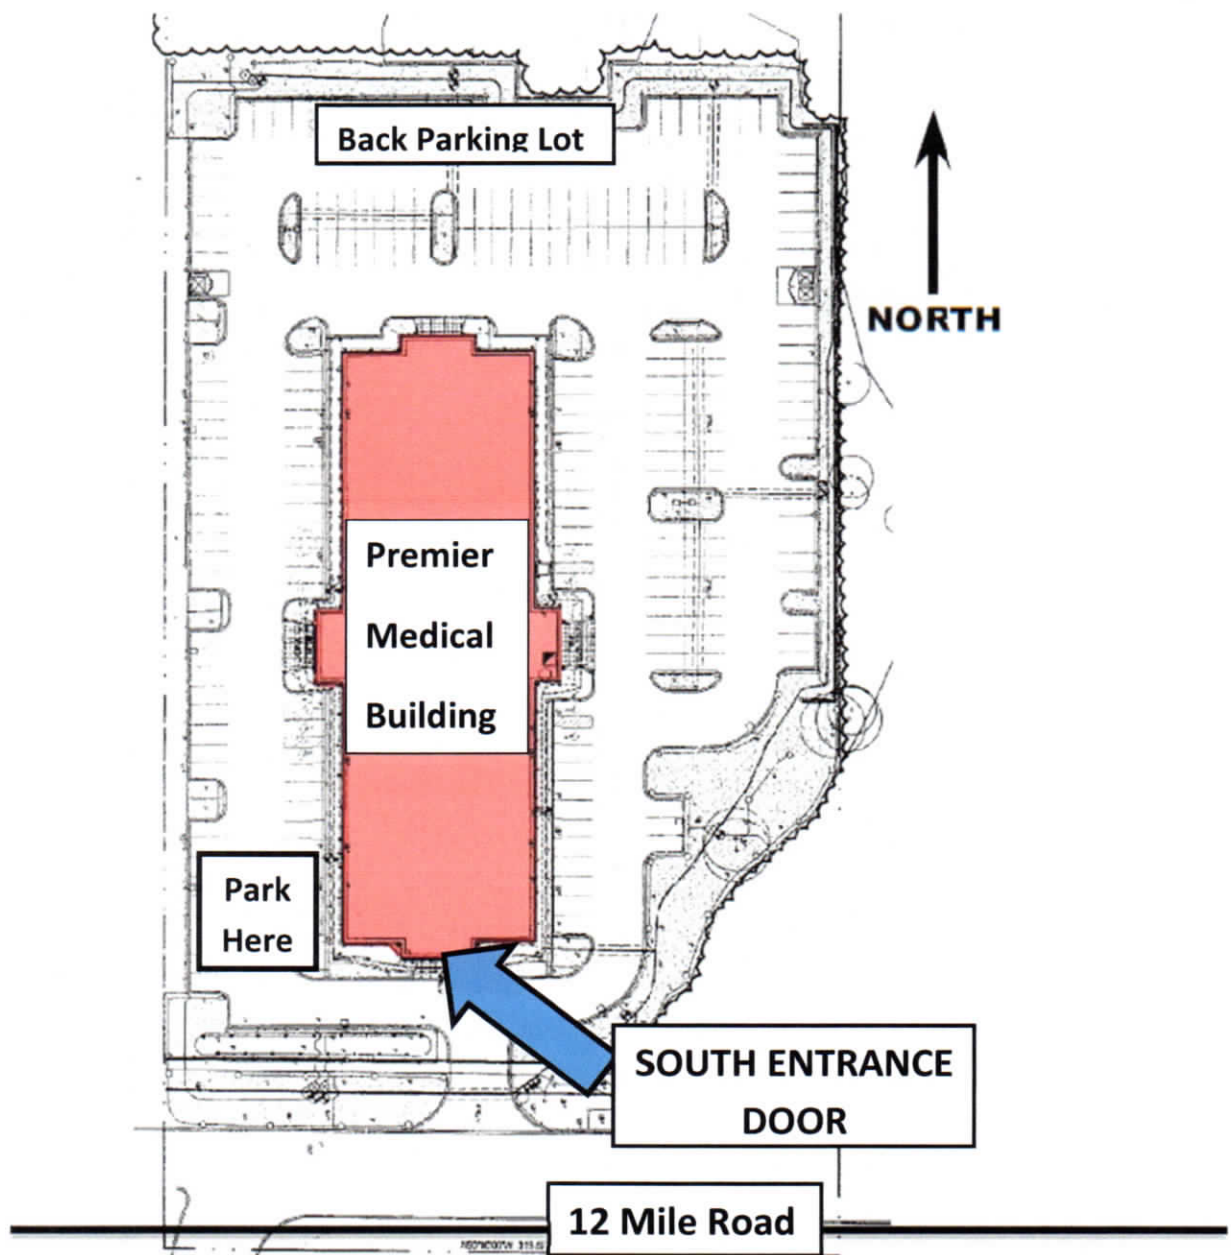 Back Parking Lot
NORTH
Premier
Medical
Building
Park
Here
SOUTH ENTRANCE
DOOR
12 Mile Road